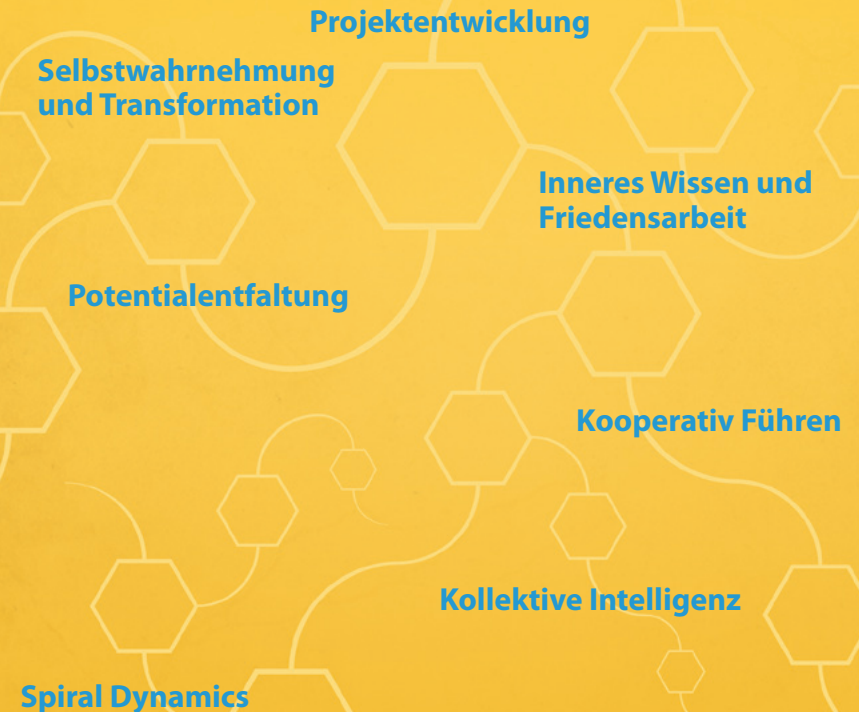 Projektentwicklung
Selbstwahrnehmung
und Transformation
Inneres Wissen und
Friedensarbeit
Potentialentfaltung
Kooperativ Führen
Kollektive Intelligenz
Spiral Dynamics